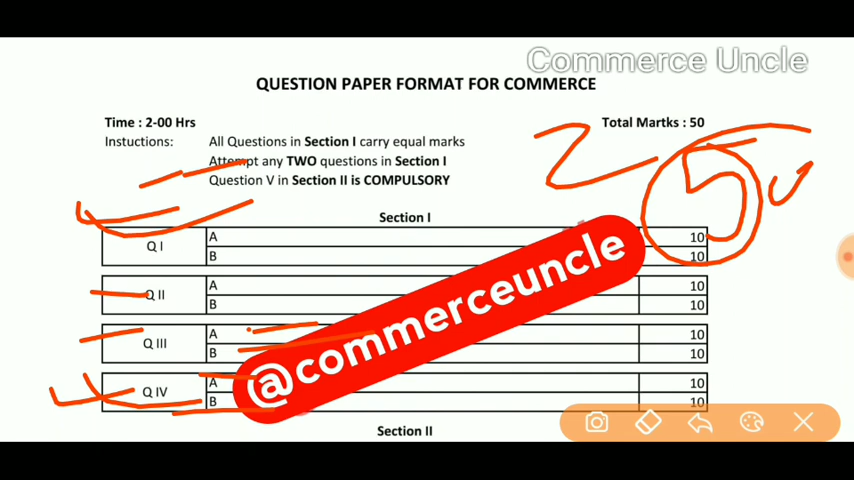 Commerce Uncle
QUESTION PAPER FORMAT FOR COMMERCE
Time : 2-00 Hrs
Total Martks : 50
Instuctions:
All Questions in Section I carry equal marks
Attempt any TWO questions in Section I
Question V in Section II is COMPULSORY
2 5
Section I
Q I
A 10
B 10
Q II
A 10
B 10
Q III
A 10
B 10
Q IV
A 10
B 10
@commerceuncle
Section II